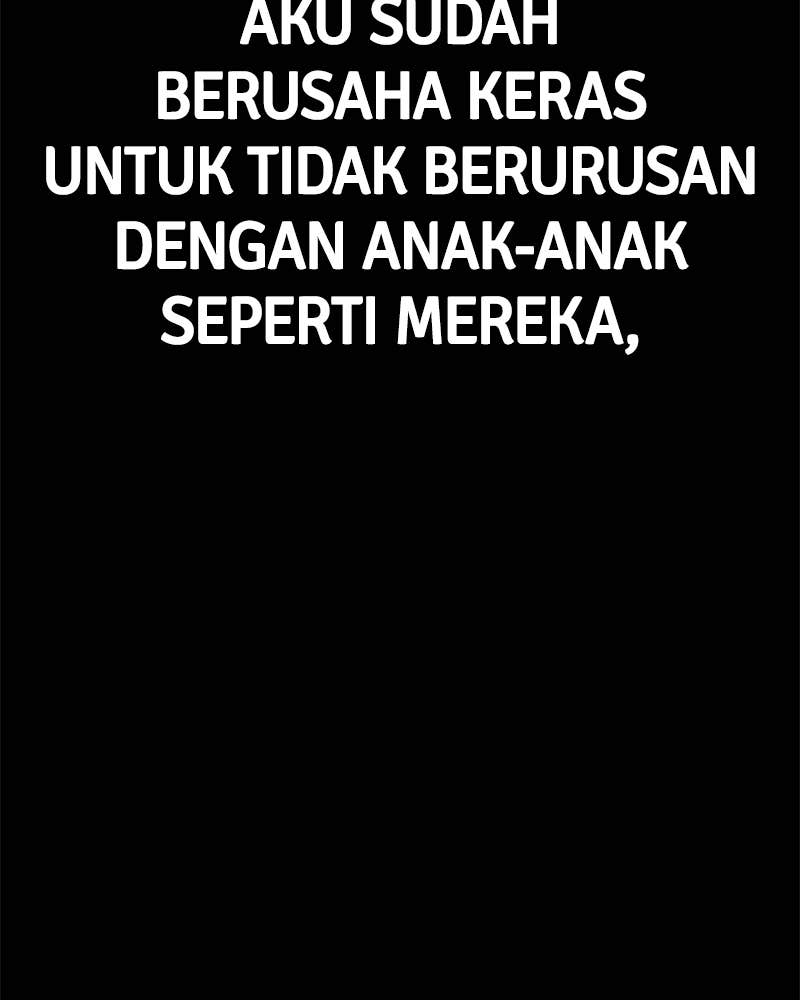 AKU SUDAH
BERUSAHA KERAS
UNTUK TIDAK BERURUSAN
DENGAN ANAK-ANAK
SEPERTI MEREKA,